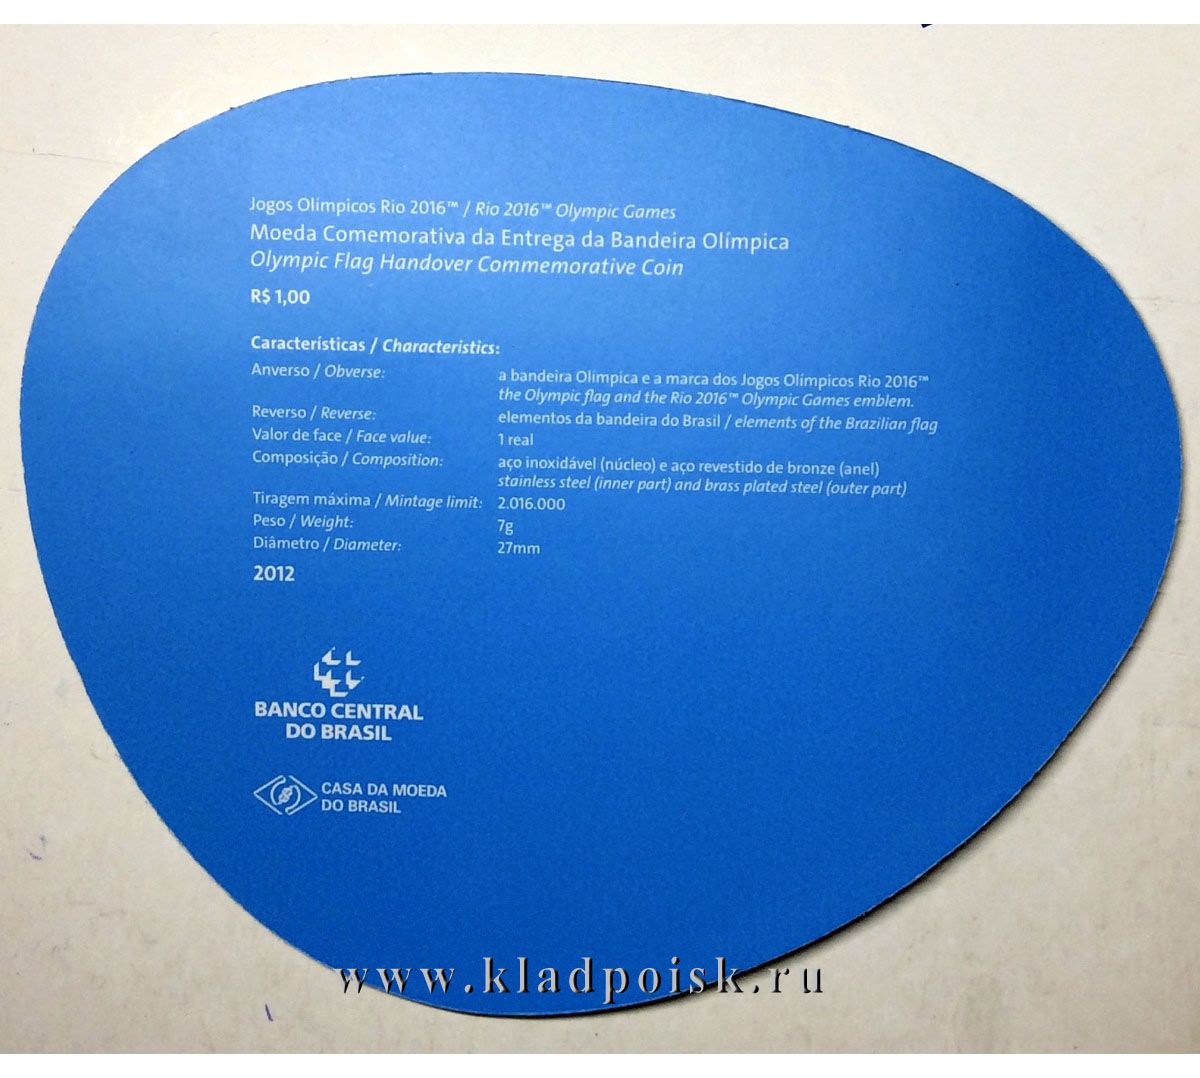 Jogos Olímpicos Rio 2016™ / Rio 2016™ Olympic Games
Moeda Comemorativa da Entrega da Bandeira Olímpica
Olympic Flag Handover Commemorative Coin
R$ 1,00
Características / Characteristics:
Anverso / Obverse: a bandeira Olímpica e a marca dos Jogos Olímpicos Rio 2016™
the Olympic flag and the Rio 2016™ Olympic Games emblem.
Reverso / Reverse: elementos da bandeira do Brasil / elements of the Brazilian flag
Valor de face / Face value: 1 real
Composição / Composition: aço inoxidável (núcleo) e aço revestido de bronze (anel)
stainless steel (inner part) and brass plated steel (outer part)
Tiragem máxima / Mintage limit: 2.016.000
Peso / Weight: 7g
Diâmetro / Diameter: 27mm
2012
BANCO CENTRAL
DO BRASIL
CASA DA MOEDA
DO BRASIL
www.kladpoisk.ru